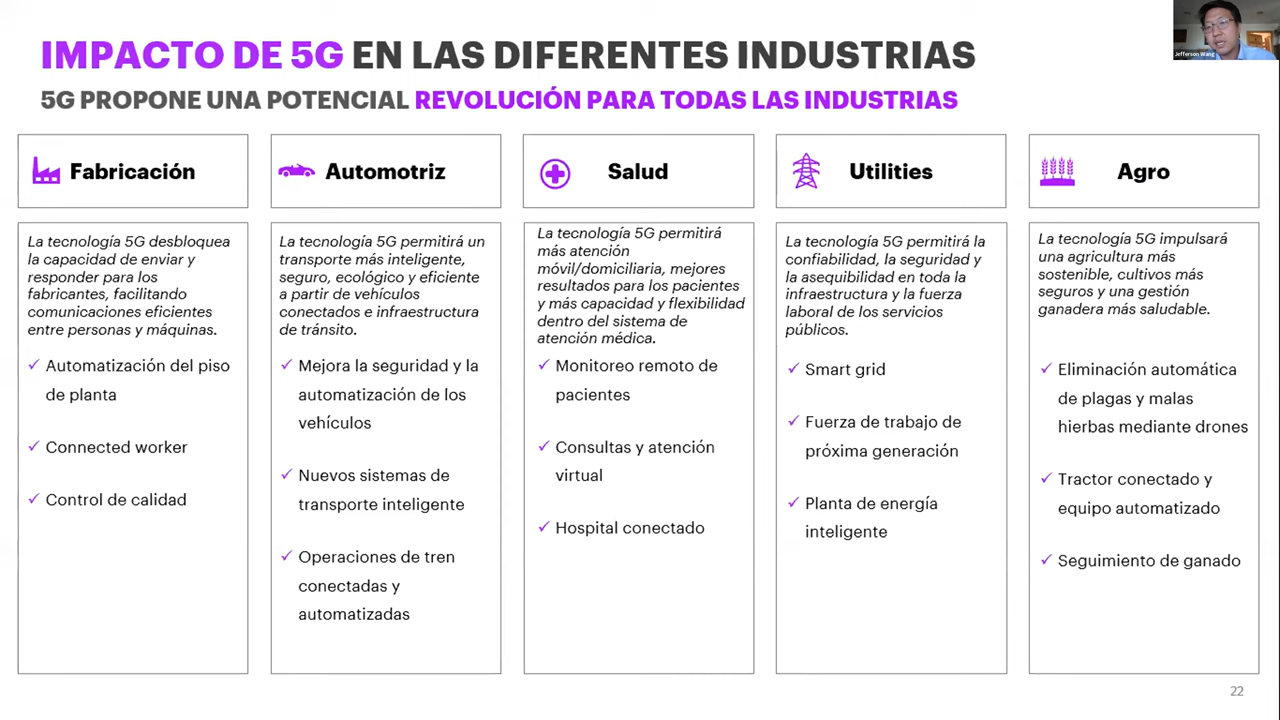 IMPACTO DE 5G EN LAS DIFERENTES INDUSTRIAS
5G PROPONE UNA POTENCIAL REVOLUCIÓN PARA TODAS LAS INDUSTRIAS
Jefferson Wang
Fabricación
La tecnología 5G desbloquea
la capacidad de enviar y
responder para los
fabricantes, facilitando
comunicaciones eficientes
entre personas y máquinas.
✓ Automatización del piso
de planta
✓ Connected worker
✓ Control de calidad
Automotriz
La tecnología 5G permitirá un
transporte más inteligente,
seguro, ecológico y eficiente
a partir de vehículos
conectados e infraestructura
de tránsito.
✓ Mejora la seguridad y la
automatización de los
vehículos
✓ Nuevos sistemas de
transporte inteligente
✓ Operaciones de tren
conectadas y
automatizadas
Salud
La tecnología 5G permitirá
más atención
móvil/domiciliaria, mejores
resultados para los pacientes
y más capacidad y flexibilidad
dentro del sistema de
atención médica.
✓ Monitoreo remoto de
pacientes
✓ Consultas y atención
virtual
✓ Hospital conectado
Utilities
La tecnología 5G permitirá la
confiabilidad, la seguridad y
la asequibilidad en toda la
infraestructura y la fuerza
laboral de los servicios
públicos.
✓ Smart grid
✓ Fuerza de trabajo de
próxima generación
✓ Planta de energía
inteligente
Agro
La tecnología 5G impulsará
una agricultura más
sostenible, cultivos más
seguros y una gestión
ganadera más saludable.
✓ Eliminación automática
de plagas y malas
hierbas mediante drones
✓ Tractor conectado y
equipo automatizado
✓ Seguimiento de ganado
22